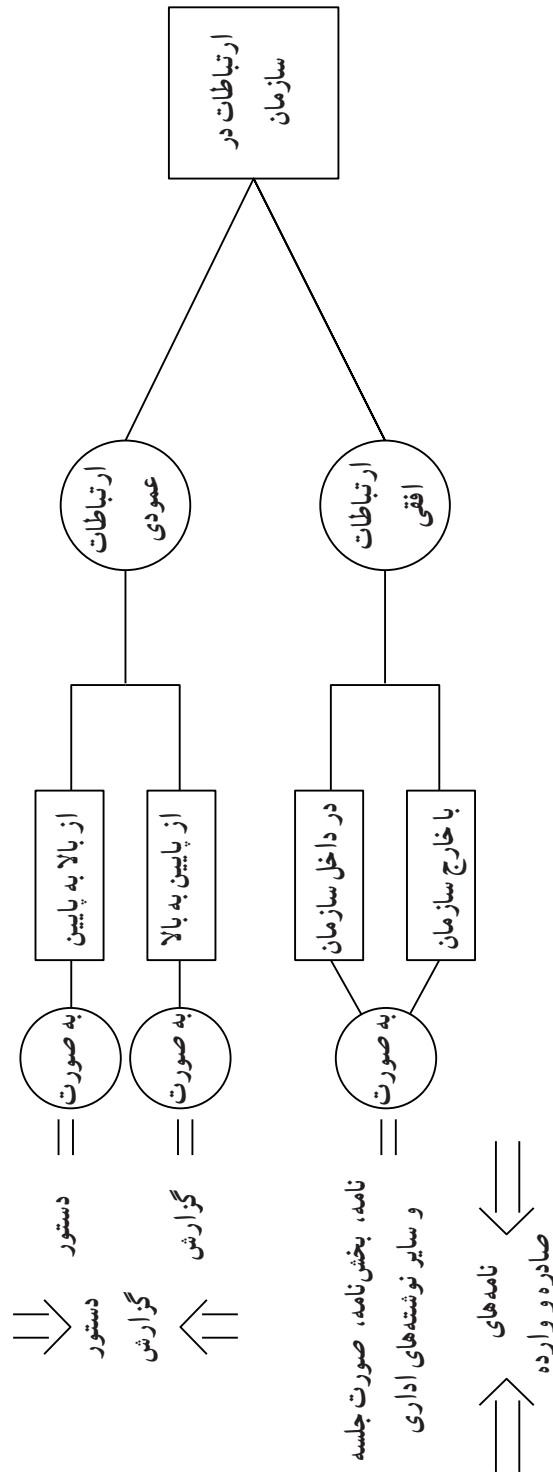 ارتباطات در
سازمان
ارتباطات
عمودی
ارتباطات
افقی
از بالا به پایین
از پایین به بالا
در داخل سازمان
با خارج سازمان
به صورت
به صورت
به صورت
دستور
گزارش
دستور
گزارش
نامه، بخش‌نامه، صورت جلسه
و سایر نوشته‌های اداری
نامه‌های
صادره و وارده